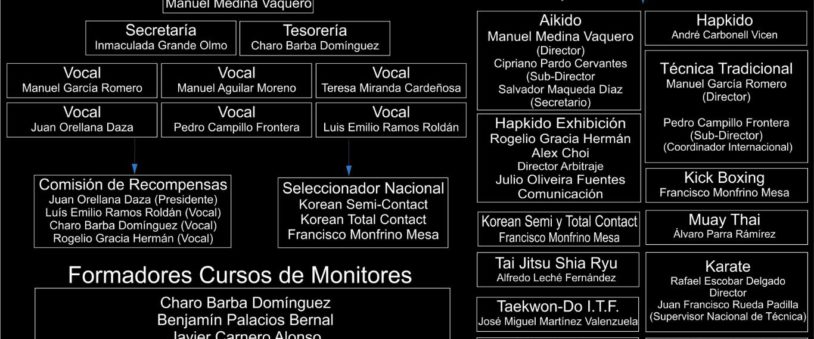 Manuel Medina Vaquero
Secretaría
Inmaculada Grande Olmo
Tesorería
Charo Barba Domínguez
Vocal
Manuel García Romero
Vocal
Manuel Aguilar Moreno
Vocal
Teresa Miranda Cardeñosa
Vocal
Juan Orellana Daza
Vocal
Pedro Campillo Frontera
Vocal
Luis Emilio Ramos Roldán
Comisión de Recompensas
Juan Orellana Daza (Presidente)
Luís Emilio Ramos Roldán (Vocal)
Charo Barba Domínguez (Vocal)
Rogelio Gracia Hermán (Vocal)
Seleccionador Nacional
Korean Semi-Contact
Korean Total Contact
Francisco Monfrino Mesa
Formadores Cursos de Monitores
Charo Barba Domínguez
Benjamín Palacios Bernal
Javier Carnero Alonso
Aikido
Manuel Medina Vaquero
(Director)
Cipriano Pardo Cervantes
(Sub-Director
Salvador Maqueda Díaz
(Secretario)
Hapkido Exhibición
Rogelio Gracia Hermán
Alex Choi
Director Arbitraje
Julio Oliveira Fuentes
Comunicación
Korean Semi y Total Contact
Francisco Monfrino Mesa
Tai Jitsu Shia Ryu
Alfredo Leché Fernández
Taekwon-Do I.T.F.
José Miguel Martinez Valenzuela
Hapkido
André Carbonell Vicen
Técnica Tradicional
Manuel García Romero
(Director)
Pedro Campillo Frontera
(Sub-Director)
(Coordinador Internacional)
Kick Boxing
Francisco Monfrino Mesa
Muay Thai
Álvaro Parra Rámírez
Karate
Rafael Escobar Delgado
Director
Juan Francisco Rueda Padilla
(Supervisor Nacional de Técnica)